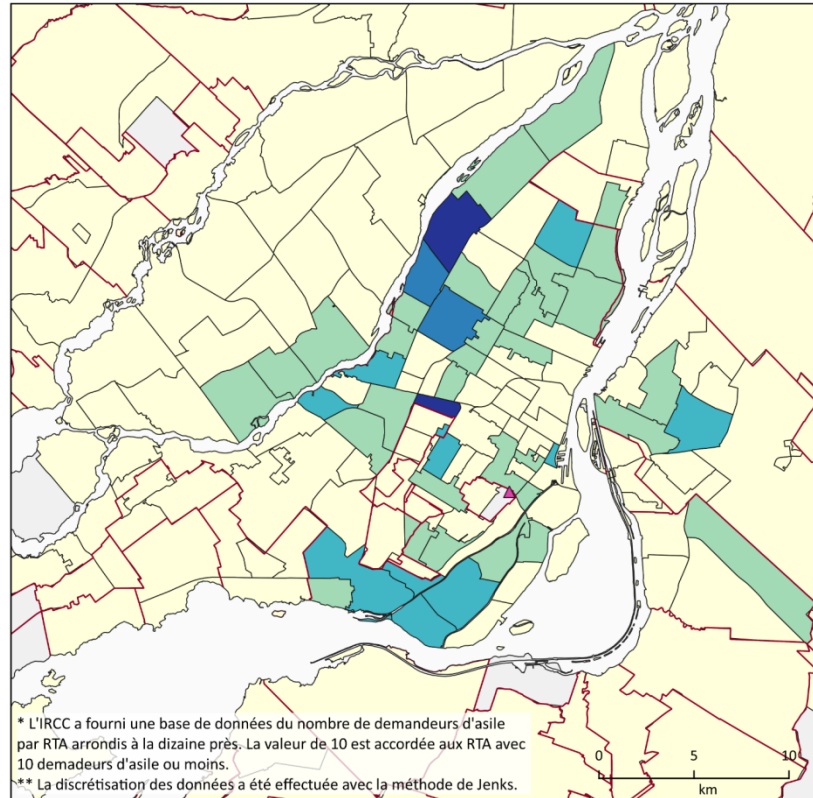 * L'IRCC a fourni une base de données du nombre de demandeurs d'asile
par RTA arrondis à la dizaine près. La valeur de 10 est accordée aux RTA avec
10 demadeurs d'asile ou moins.
** La discrétisation des données a été effectuée avec la méthode de Jenks.
0 5 10
km